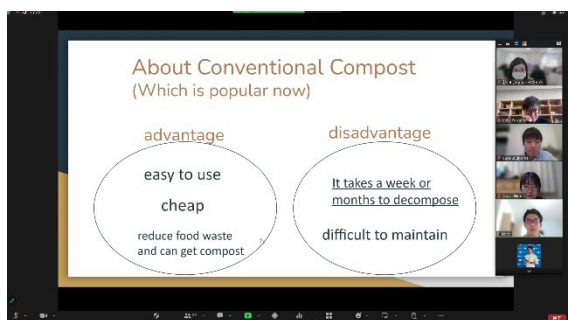 About Conventional Compost
(Which is popular now)
advantage
disadvantage
easy to use
cheap
reduce food waste
and can get compost
It takes a week or
months to decompose
difficult to maintain